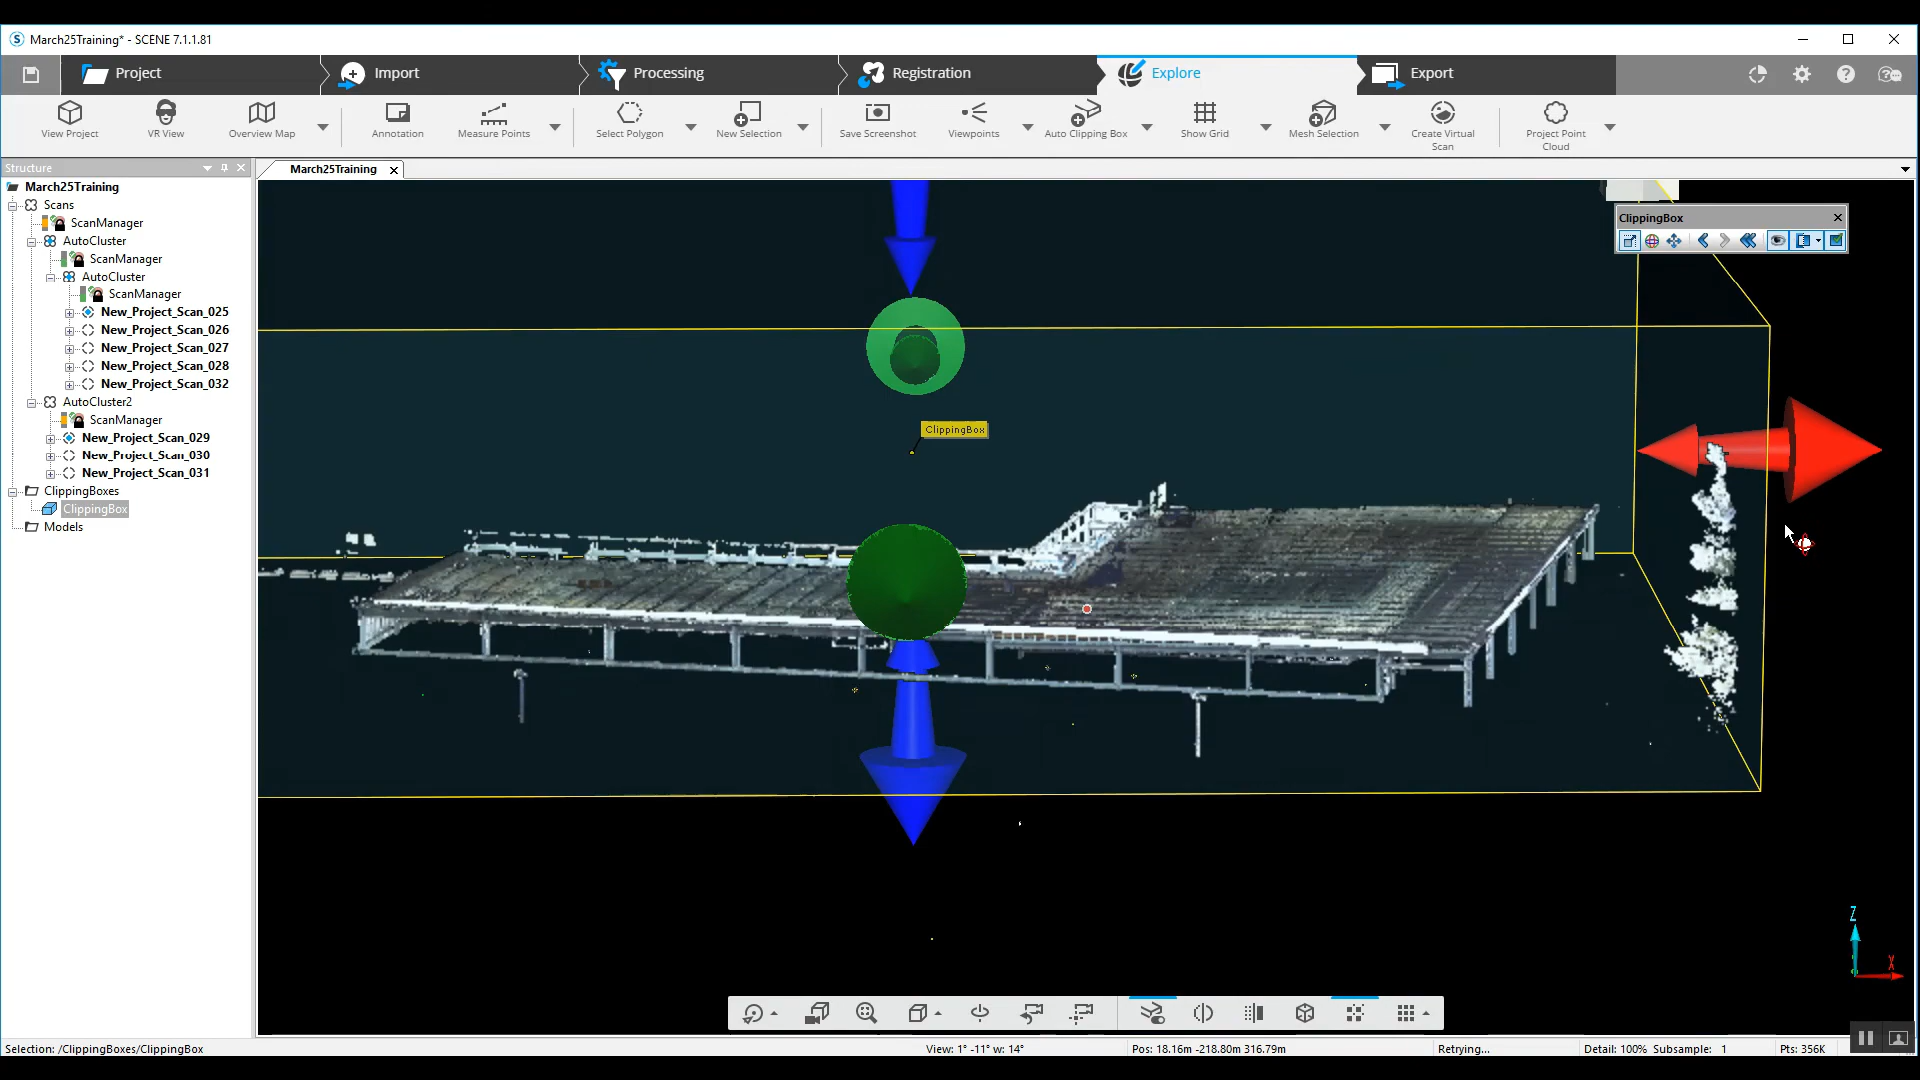 March25Training* - SCENE 7.1.1.81
Project
Import
Processing
Registration
Explore
Export
View Project
VR View
Overview Map
Annotation
Measure Points
Select Polygon
New Selection
Save Screenshot
Viewpoints
Auto Clipping Box
Show Grid
Mesh Selection
Create Virtual
Scan
Project Point
Cloud
Structure
March25Training
March25Training
Scans
ScanManager
AutoCluster
ScanManager
AutoCluster
ScanManager
New_Project_Scan_025
New_Project_Scan_026
New_Project_Scan_027
New_Project_Scan_028
New_Project_Scan_032
AutoCluster2
ScanManager
New_Project_Scan_029
New_Project_Scan_030
New_Project_Scan_031
ClippingBoxes
ClippingBox
Models
ClippingBox
ClippingBox
Z
X
Selection: /ClippingBoxes/ClippingBox
View: 1° -11° w: 14°
Pos: 18.16m -218.80m 316.79m
Retrying...
Detail: 100% Subsample: 1
Pts: 356K